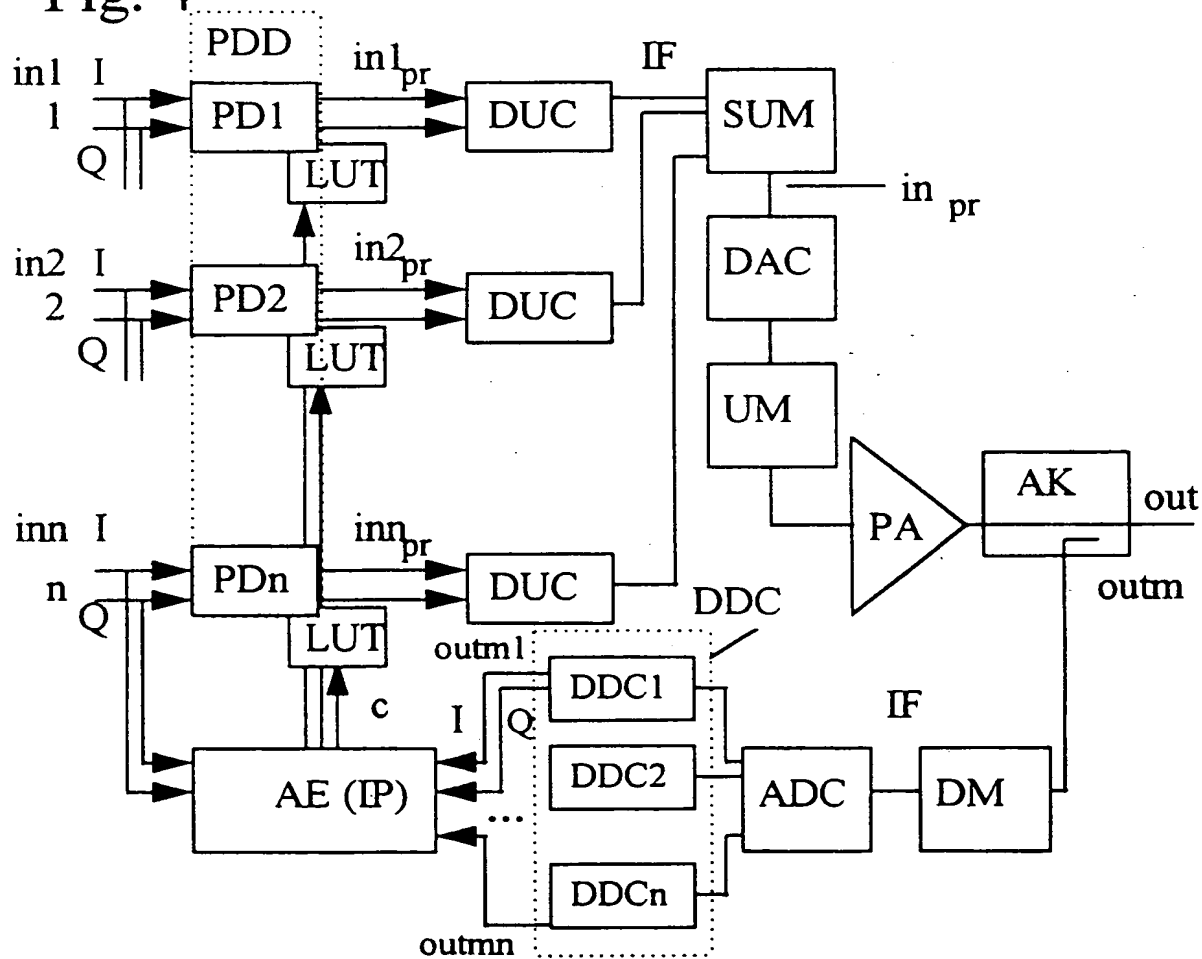 Fig. 4
PDD
in1 I
1
Q
PD1
LUT
in1pr
DUC
IF
SUM
in pr
in2 I
2
Q
PD2
LUT
in2pr
DUC
DAC
UM
PA
AK
out
outm
inn I
n
Q
PDn
LUT
innpr
DUC
DDC
outm1
c
I
Q
DDC1
DDC2
DDCn
...
AE (IP)
ADC
IF
DM
outmn